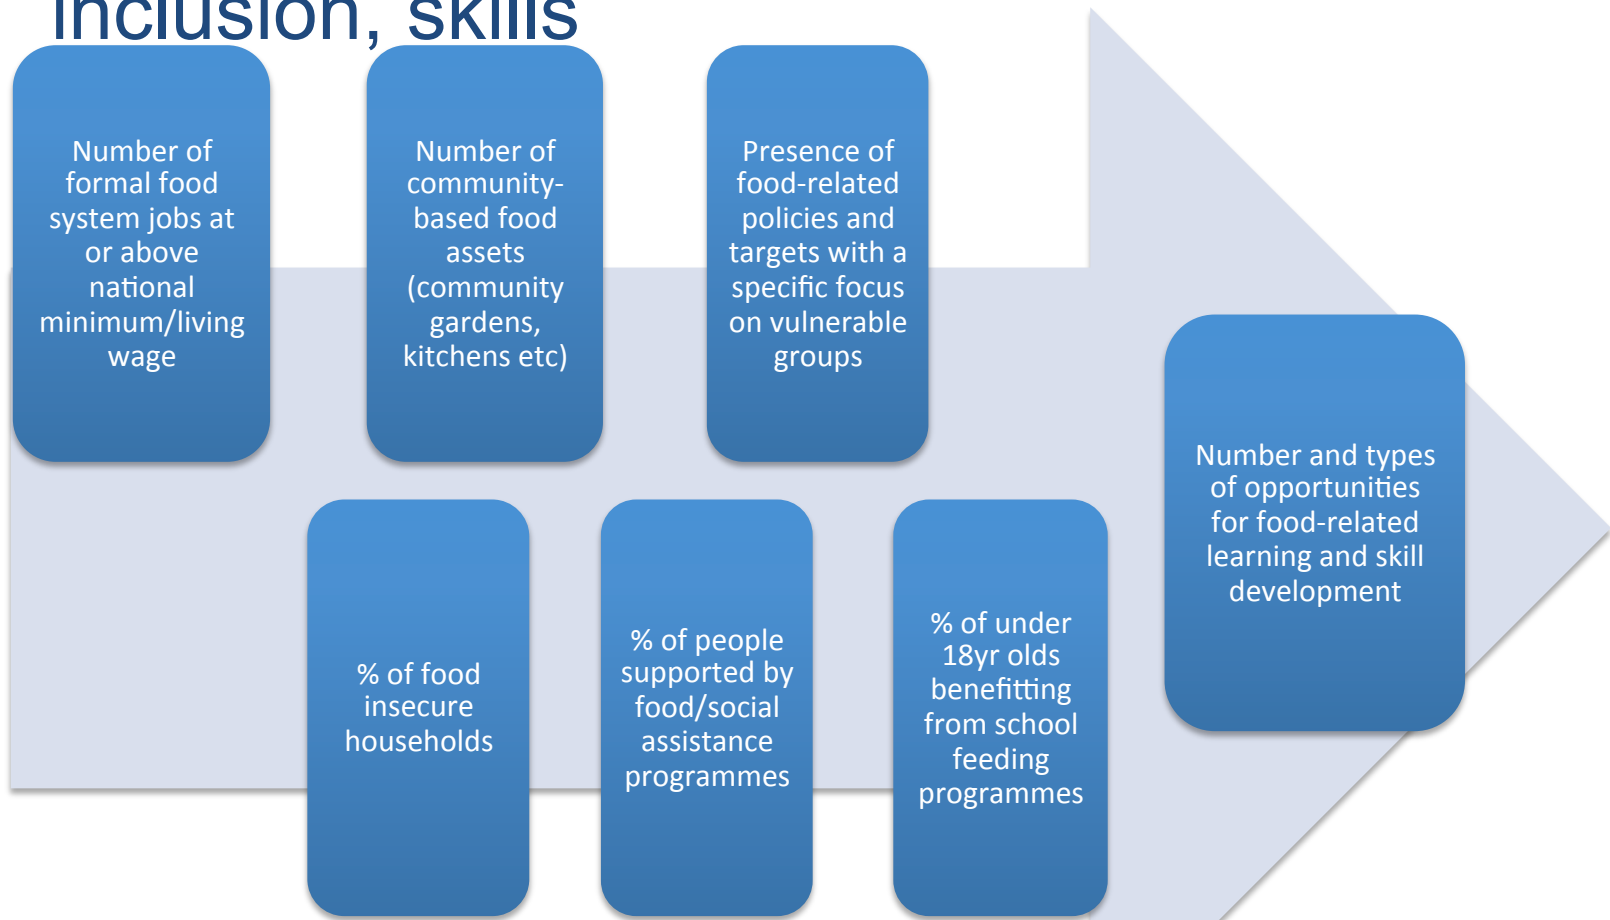 inclusion, skills
Number of
formal food
system jobs at
or above
national
minimum/living
wage
Number of
community-
based food
assets
(community
gardens,
kitchens etc)
Presence of
food-related
policies and
targets with a
specific focus
on vulnerable
groups
% of food
insecure
households
% of people
supported by
food/social
assistance
programmes
% of under
18yr olds
benefitting
from school
feeding
programmes
Number and types
of opportunities
for food-related
learning and skill
development